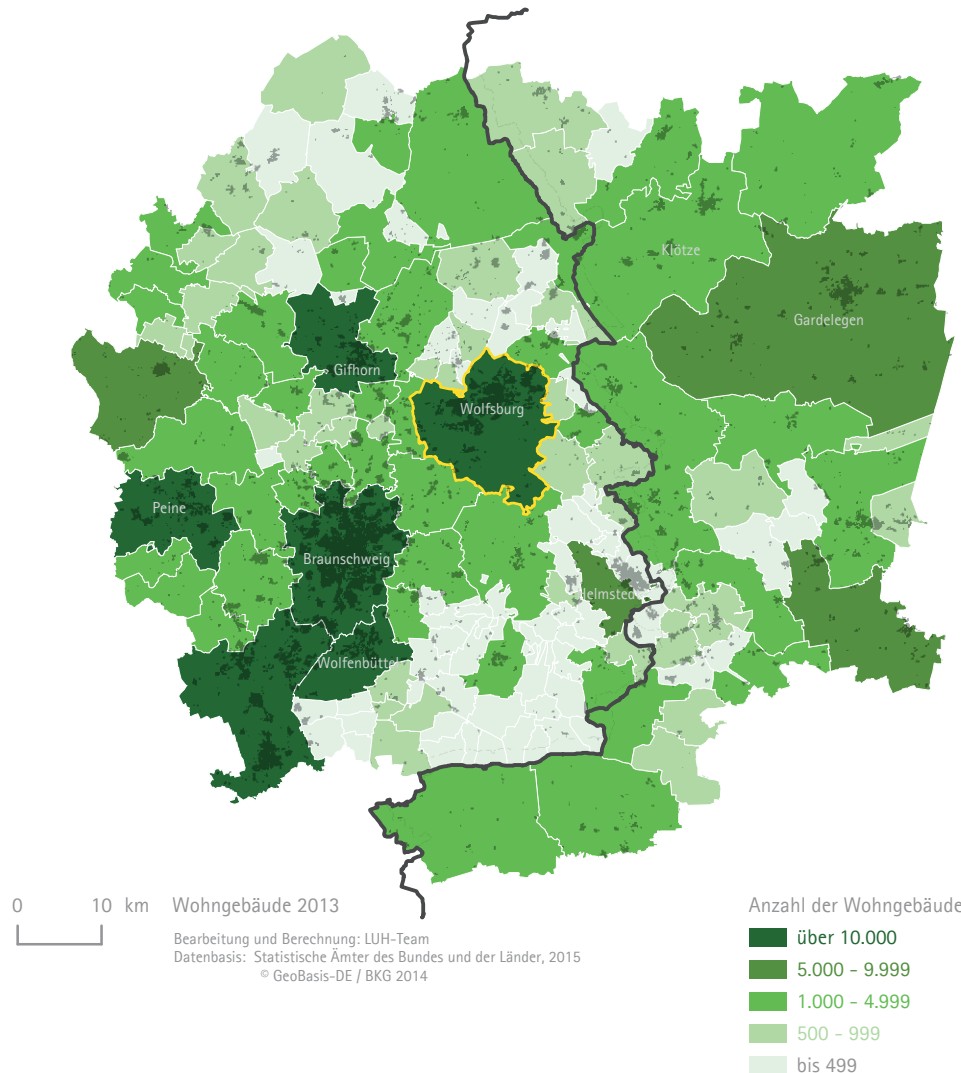 Klötze
Gardelegen
Gifhorn
Wolfsburg
Peine
Braunschweig
Helmstedt
Wolfenbüttel
0 10 km Wohngebäude 2013
Bearbeitung und Berechnung: LUH-Team
Datenbasis: Statistische Ämter des Bundes und der Länder, 2015
© GeoBasis-DE / BKG 2014
Anzahl der Wohngebäude
über 10.000
5.000 - 9.999
1.000 - 4.999
500 - 999
bis 499